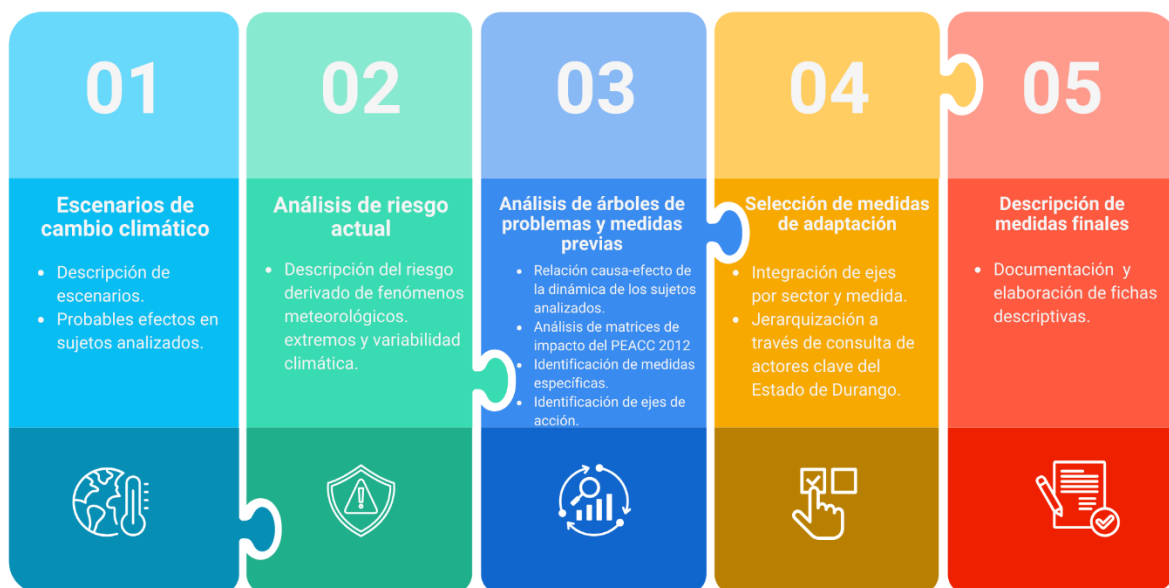 01
Escenarios de
cambio climático
• Descripción de
escenarios.
• Probables efectos en
sujetos analizados.
02
Análisis de riesgo
actual
• Descripción del riesgo
derivado de fenómenos
meteorológicos.
extremos y variabilidad
climática.
03
Análisis de árboles de
problemas y medidas
previas
• Relación causa-efecto de
la dinámica de los sujetos
analizados.
• Análisis de matrices de
impacto del PEACC 2012
• Identificación de medidas
específicas.
• Identificación de ejes de
acción.
04
Selección de medidas
de adaptación
• Integración de ejes
por sector y medida.
• Jerarquización a
través de consulta de
actores clave del
Estado de Durango.
05
Descripción de
medidas finales
• Documentación y
elaboración de fichas
descriptivas.